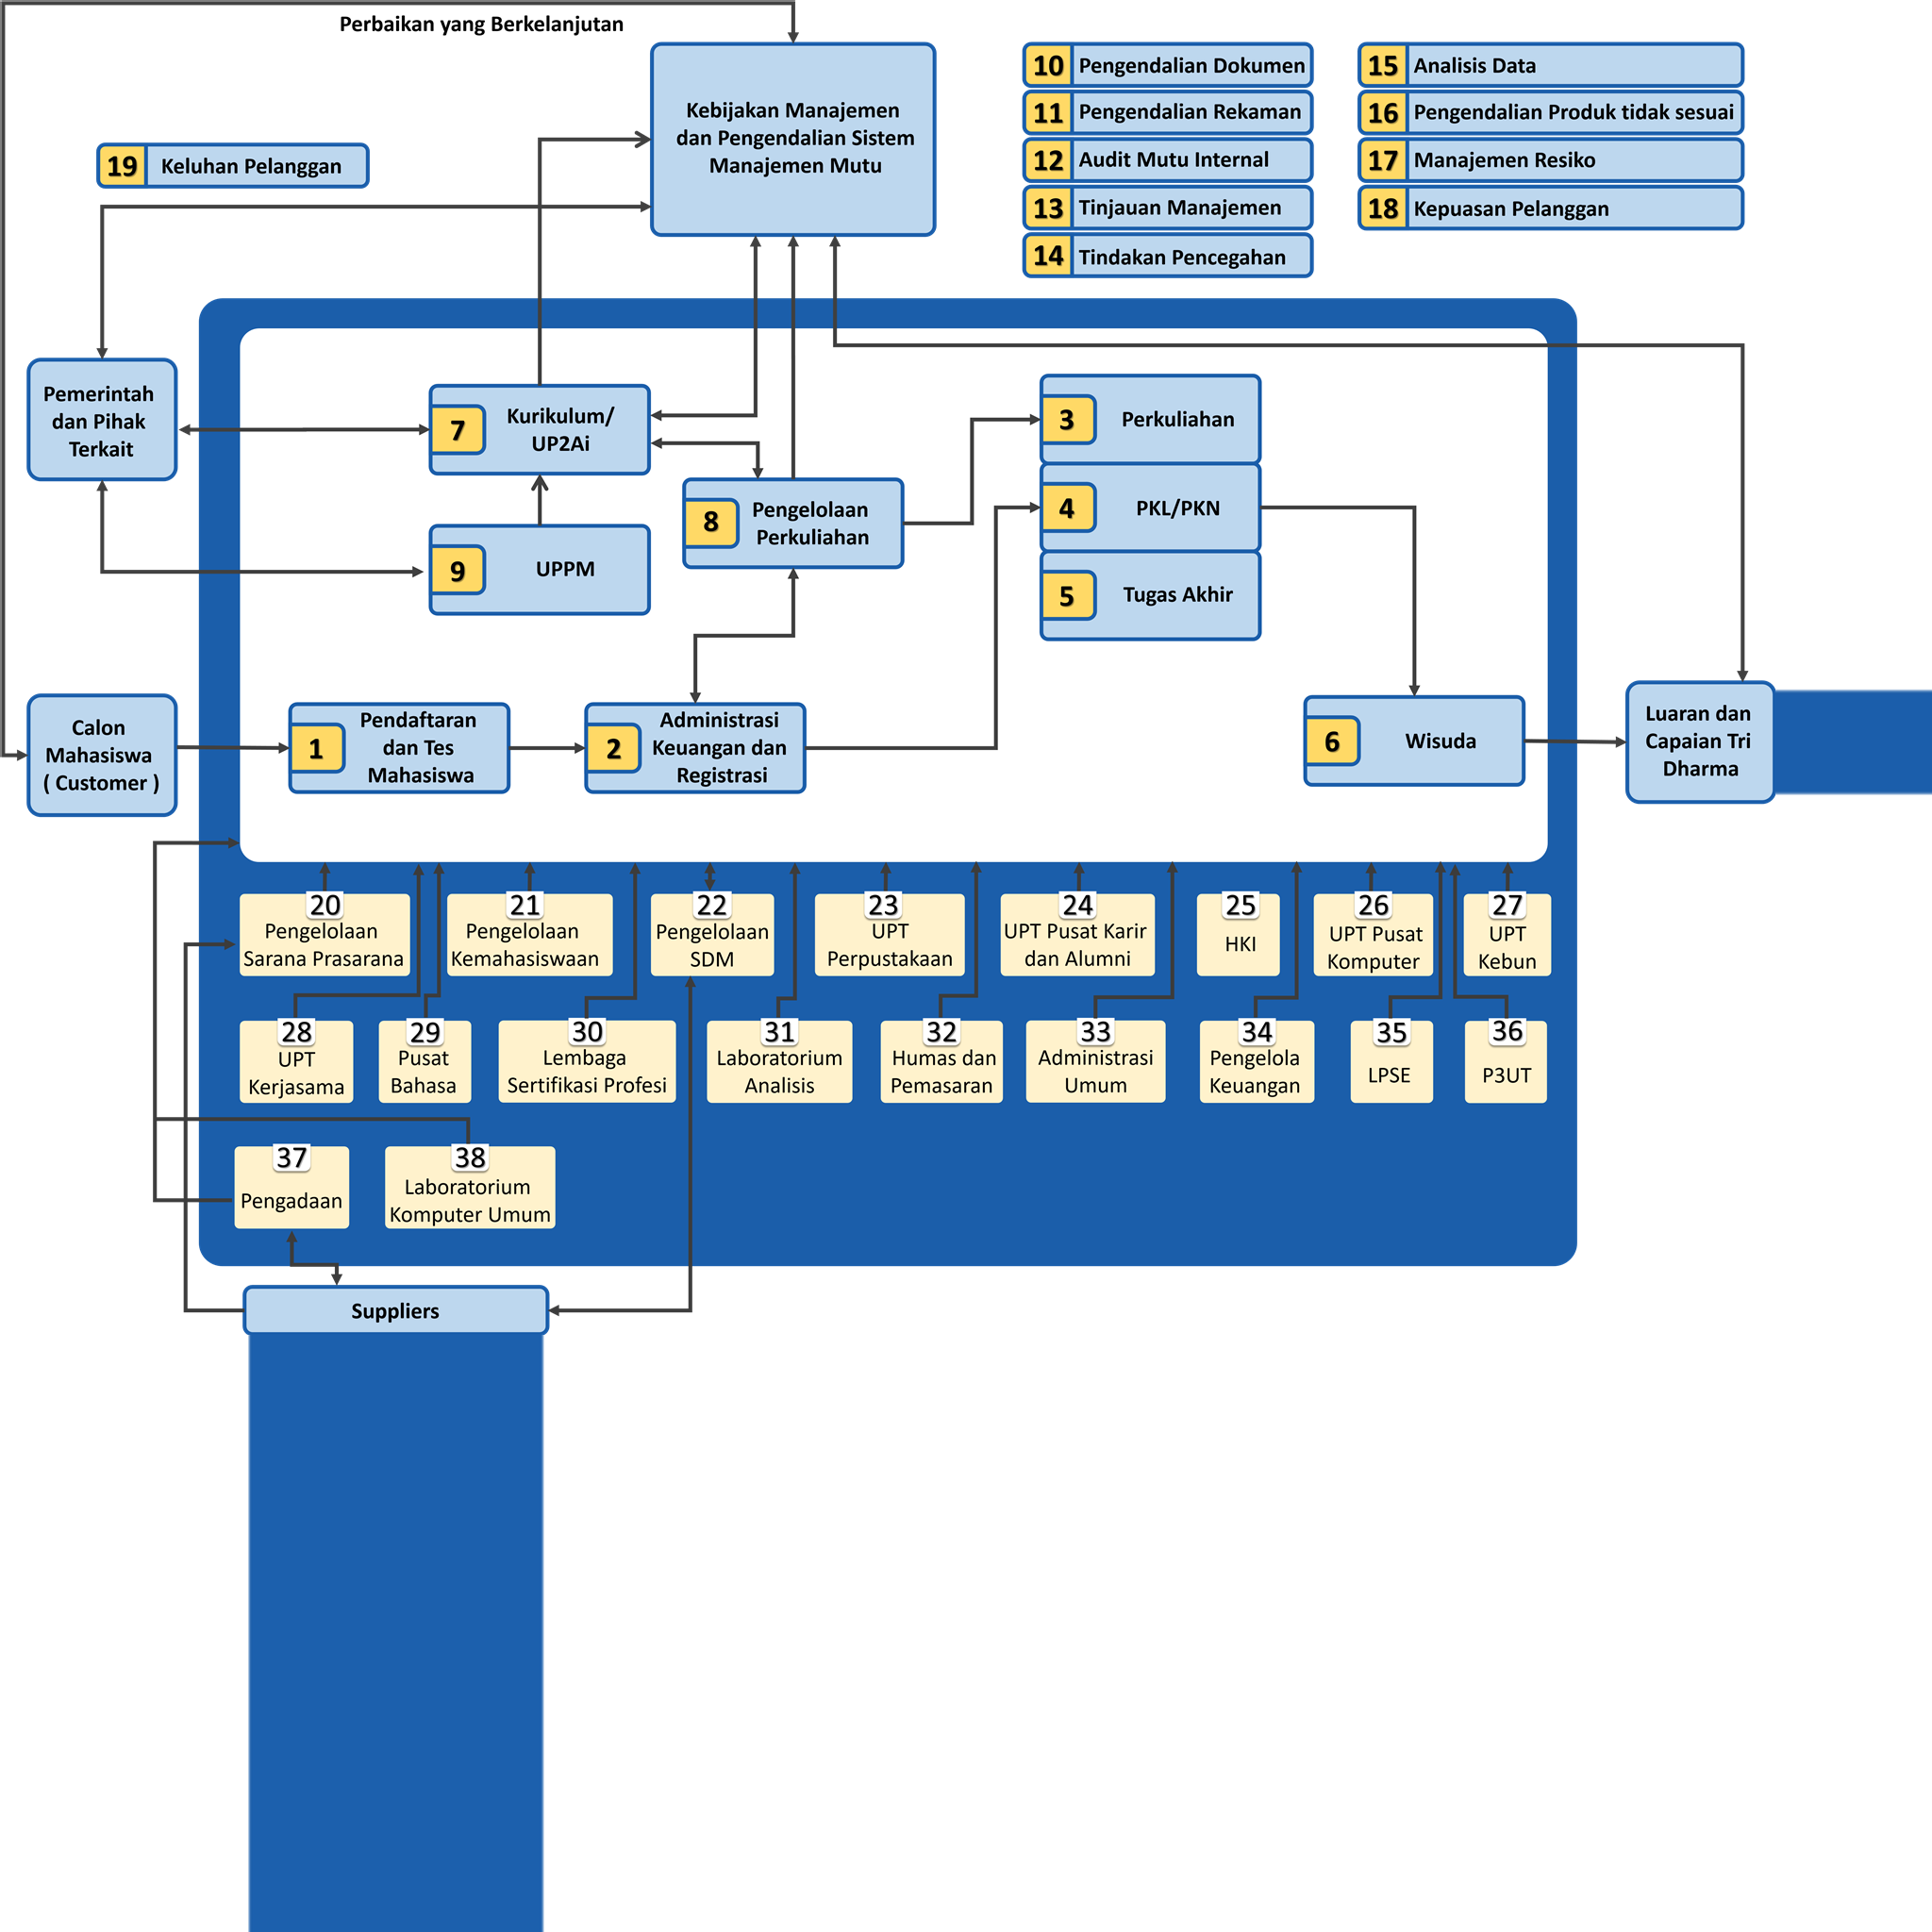 Perbaikan yang Berkelanjutan
Kebijakan Manajemen
dan Pengendalian Sistem
Manajemen Mutu
10 Pengendalian Dokumen
11 Pengendalian Rekaman
12 Audit Mutu Internal
13 Tinjauan Manajemen
14 Tindakan Pencegahan
15 Analisis Data
16 Pengendalian Produk tidak sesuai
17 Manajemen Resiko
18 Kepuasan Pelanggan
19 Keluhan Pelanggan
Pemerintah
dan Pihak
Terkait
7
Kurikulum/
UP2Ai
9 UPPM
8
Pengelolaan
Perkuliahan
3 Perkuliahan
4 PKL/PKN
5 Tugas Akhir
Calon
Mahasiswa
( Customer )
1
Pendaftaran
dan Tes
Mahasiswa
2
Administrasi
Keuangan dan
Registrasi
6 Wisuda
Luaran dan
Capaian Tri
Dharma
20
Pengelolaan
Sarana Prasarana
21
Pengelolaan
Kemahasiswaan
22
Pengelolaan
SDM
23
UPT
Perpustakaan
24
UPT Pusat Karir
dan Alumni
25
HKI
26
UPT Pusat
Komputer
27
UPT
Kebun
28
UPT
Kerjasama
29
Pusat
Bahasa
30
Lembaga
Sertifikasi Profesi
31
Laboratorium
Analisis
32
Humas dan
Pemasaran
33
Administrasi
Umum
34
Pengelola
Keuangan
35
LPSE
36
P3UT
37
Pengadaan
38
Laboratorium
Komputer Umum
Suppliers